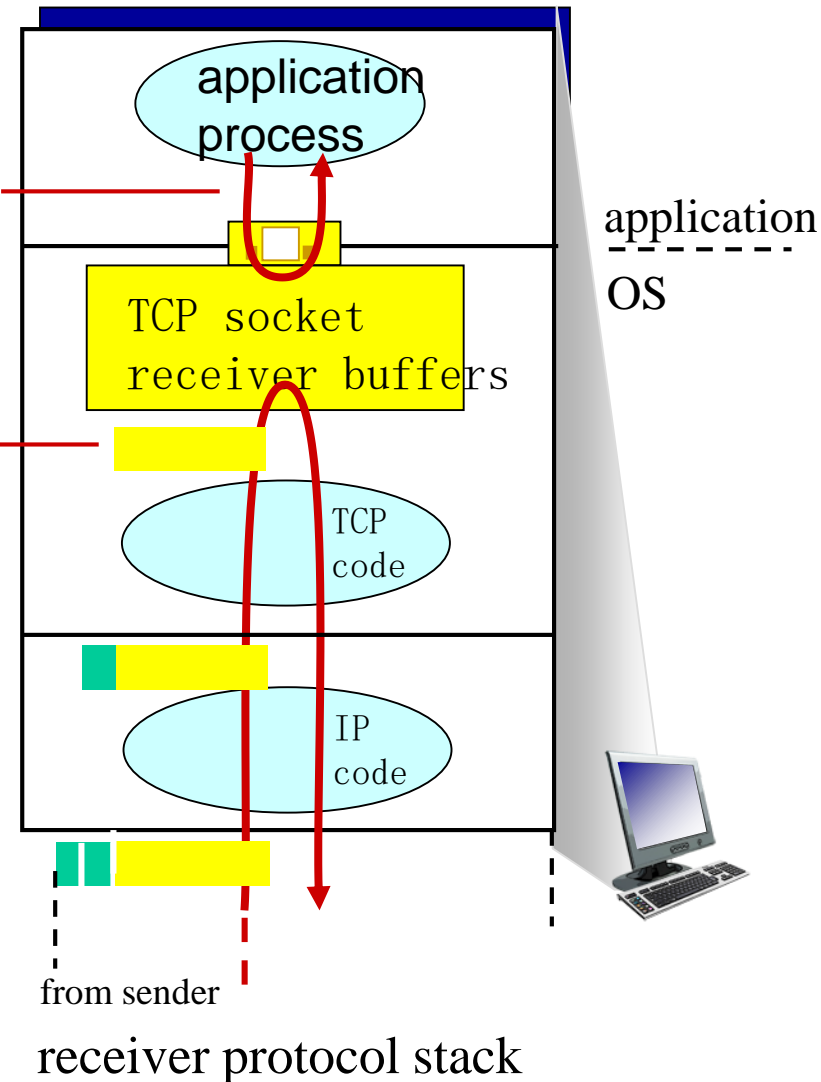 application
process
application
OS
TCP socket
receiver buffers
TCP
code
IP
code
from sender
receiver protocol stack